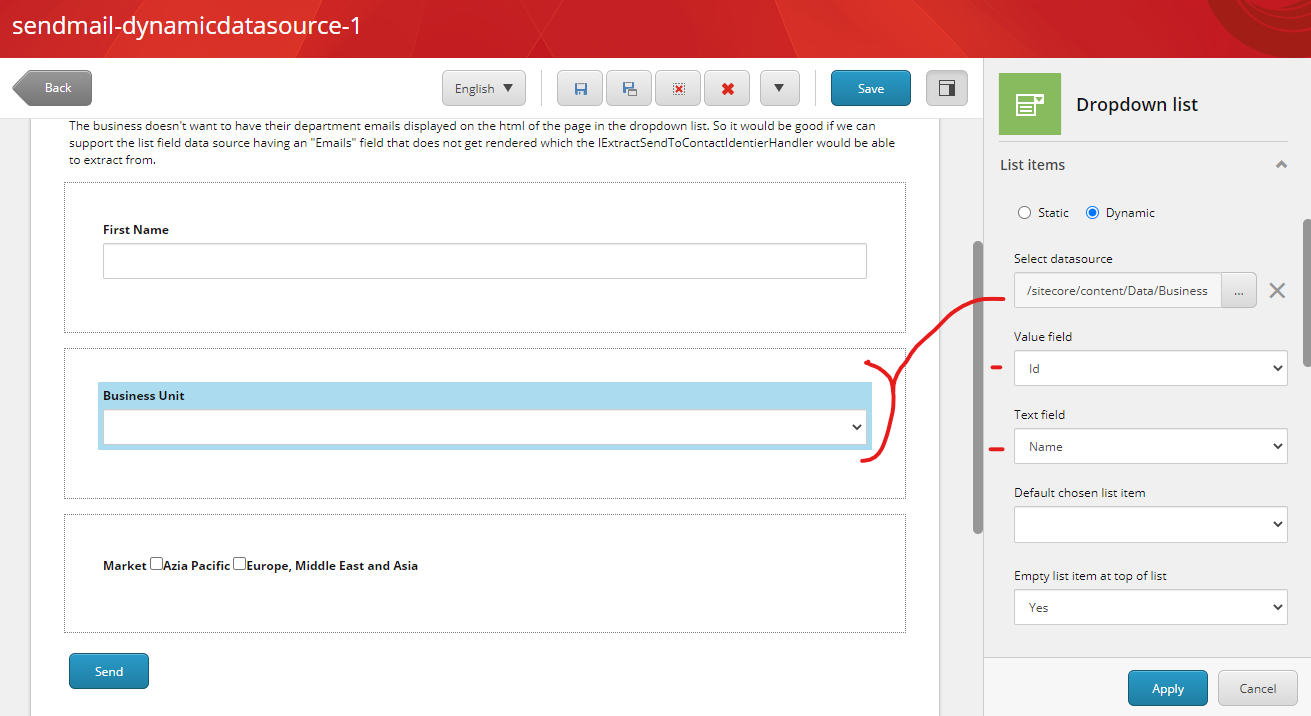 sendmail-dynamicdatasource-1
Back
English
Save
The business doesn't want to have their department emails displayed on the html of the page in the dropdown list. So it would be good if we can
support the list field data source having an "Emails" field that does not get rendered which the IExtractSendToContactIdentierHandler would be able
to extract from.
First Name
Business Unit
Market Azia Pacific Europe, Middle East and Asia
Send
Dropdown list
List items
Static Dynamic
Select datasource
/sitecore/content/Data/Business
...
Value field
Id
Text field
Name
Default chosen list item
Empty list item at top of list
Yes
Apply
Cancel